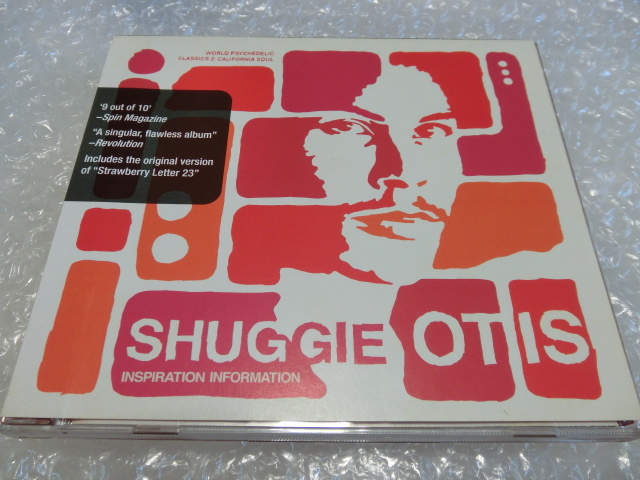 WORLD PSYCHEDELIC
CLASSICS 2: CALIFORNIA SOUL
'9 out of 10'
–Spin Magazine
"A singular, flawless album"
–Revolution
Includes the original version
of "Strawberry Letter 23"
SHUGGIE OTIS
INSPIRATION INFORMATION